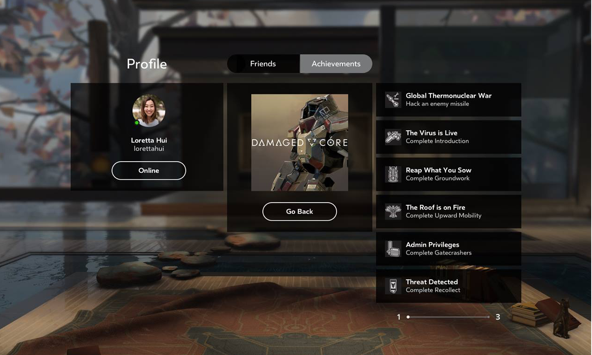 Profile
Friends
Achievements
Loretta Hui
lorettahui
Online
DAMAGED CORE
Go Back
Global Thermonuclear War
Hack an enemy missile
The Virus is Live
Complete Introduction
Reap What You Sow
Complete Groundwork
The Roof is on Fire
Complete Upward Mobility
Admin Privileges
Complete Gatecrashers
Threat Detected
Complete Recollect
1
3